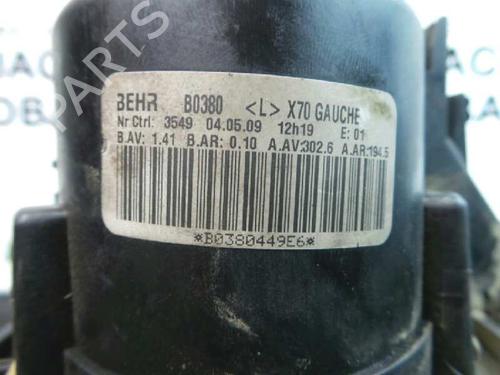 BEHR B0380 <L> X70 GAUCHE
Nr Ctrl: 3549 04.05.09 12h19 E: 01
B.AV: 1.41 B.AR: 0.10 A.AV:302.6 A.AR:194.5
*B0380449E6*